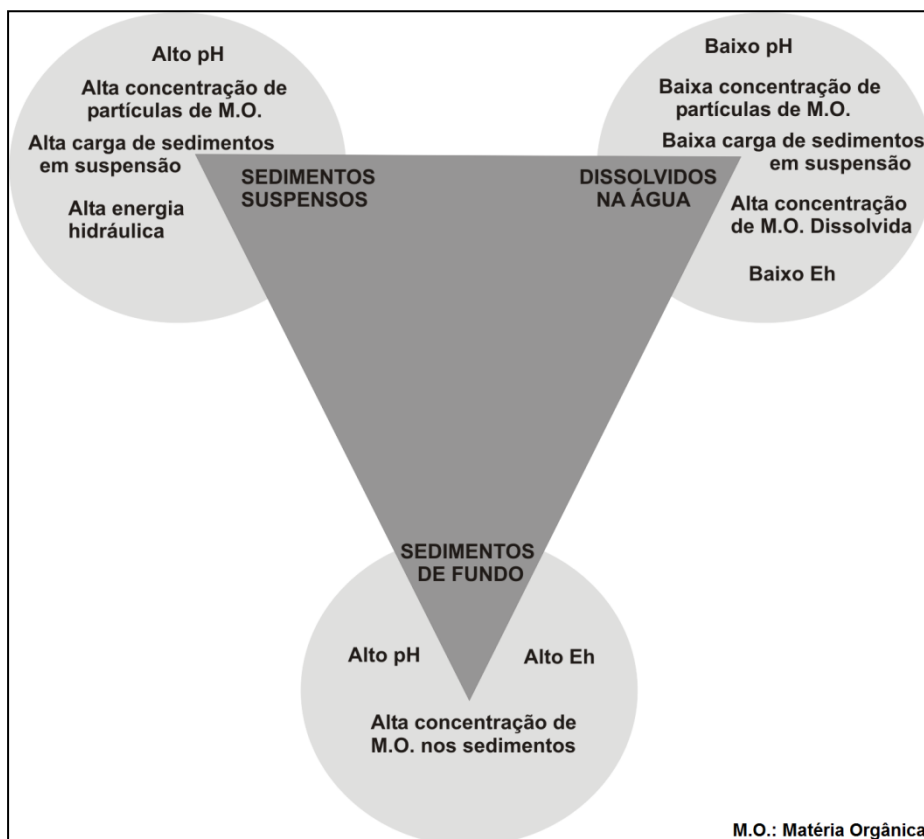 Alto pH
Alta concentração de
partículas de M.O.
Alta carga de sedimentos
em suspensão
Alta energia
hidráulica
SEDIMENTOS
SUSPENSOS
Baixo pH
Baixa concentração de
partículas de M.O.
Baixa carga de sedimentos
em suspensão
Alta concentração
de M.O. Dissolvida
Baixo Eh
DISSOLVIDOS
NA ÁGUA
SEDIMENTOS
DE FUNDO
Alto pH
Alto Eh
Alta concentração de
M.O. nos sedimentos
M.O.: Matéria Orgânica